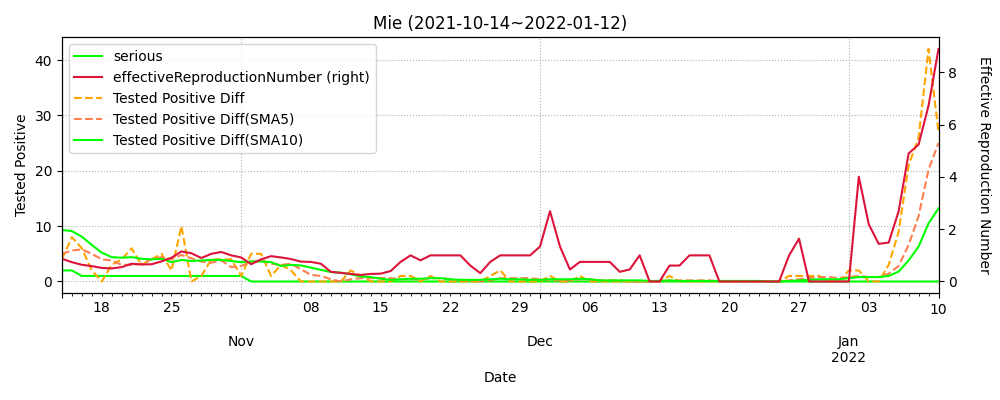 Mie (2021-10-14~2022-01-12)
serious
effectiveReproductionNumber (right)
Tested Positive Diff
Tested Positive Diff(SMA5)
Tested Positive Diff(SMA10)
Tested Positive
40
30
20
10
0
8
6
4
2
0
Effective Reproduction Number
18 25 08 15 22 29 06 13 20 27 03 10
Nov Dec Jan
2022
Date